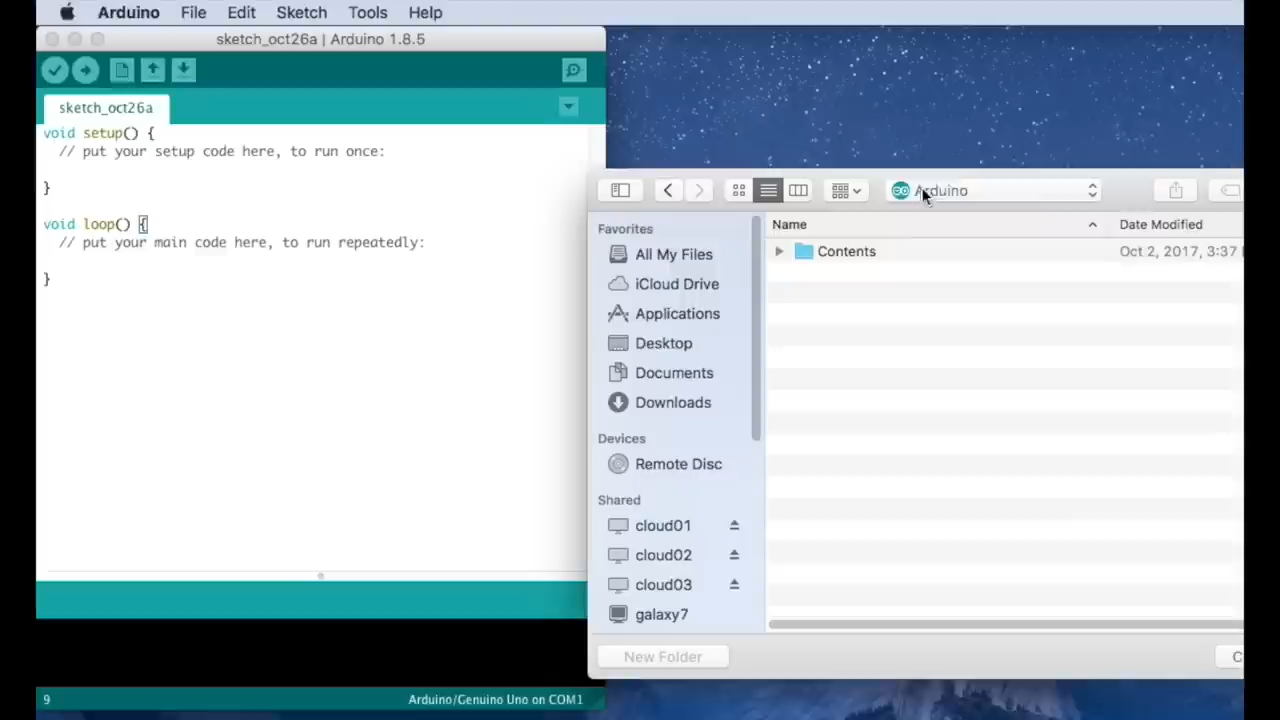 Arduino File Edit Sketch Tools Help
sketch_oct26a | Arduino 1.8.5
sketch_oct26a
void setup() {
// put your setup code here, to run once:
}
void loop() {
// put your main code here, to run repeatedly:
}
9
Arduino/Genuino Uno on COM1
Arduino
Favorites
All My Files
iCloud Drive
Applications
Desktop
Documents
Downloads
Devices
Remote Disc
Shared
cloud01
cloud02
cloud03
galaxy7
Name Date Modified
Contents Oct 2, 2017, 3:37
New Folder